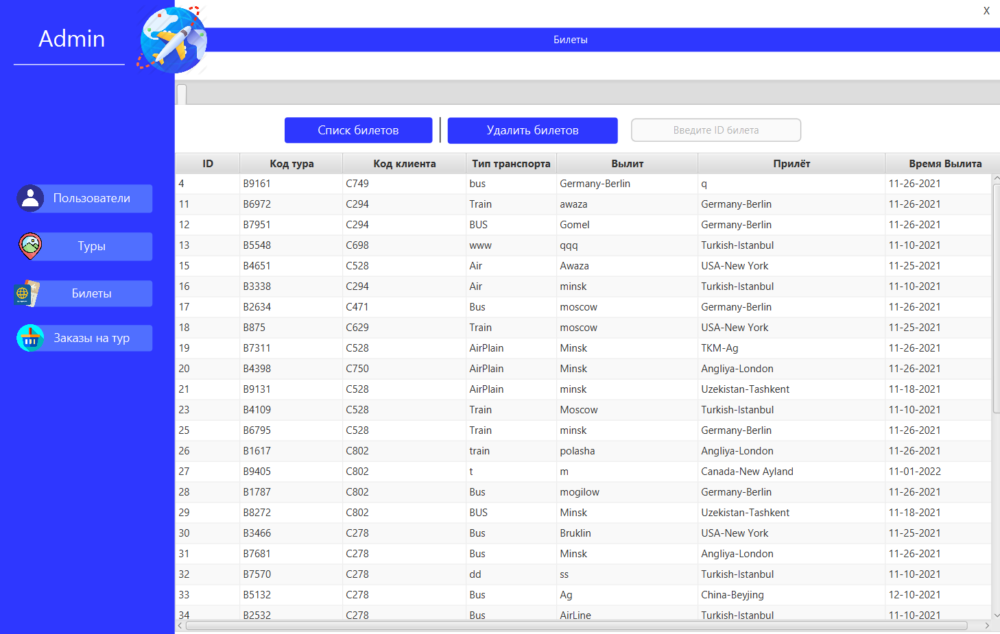 X
Admin
Билеты
Списк билетов
Удалить билетов
Введите ID билета
Пользователи
Туры
Билеты
Заказы на тур
ID Код тура Код клиента Тип транспорта Вылит Прилёт Время Вылита
4 B9161 C749 bus Germany-Berlin q 11-26-2021
11 B6972 C294 Train awaza Germany-Berlin 11-26-2021
12 B7951 C294 BUS Gomel Germany-Berlin 11-26-2021
13 B5548 C698 www qqq Turkish-Istanbul 11-10-2021
15 B4651 C528 Air Awaza USA-New York 11-25-2021
16 B3338 C294 Air minsk Turkish-Istanbul 11-10-2021
17 B2634 C471 Bus moscow Germany-Berlin 11-26-2021
18 B875 C629 Train moscow USA-New York 11-25-2021
19 B7311 C528 AirPlain Minsk TKM-Ag 11-26-2021
20 B4398 C750 AirPlain Minsk Angliya-London 11-26-2021
21 B9131 C528 AirPlain minsk Uzekistan-Tashkent 11-18-2021
23 B4109 C528 Train Moscow Turkish-Istanbul 11-10-2021
25 B6795 C528 Train minsk Germany-Berlin 11-26-2021
26 B1617 C802 train polasha Angliya-London 11-26-2021
27 B9405 C802 t m Canada-New Ayland 11-01-2022
28 B1787 C802 Bus mogilow Germany-Berlin 11-26-2021
29 B8272 C802 BUS Minsk Uzekistan-Tashkent 11-18-2021
30 B3466 C278 Bus Bruklin USA-New York 11-25-2021
31 B7681 C278 Bus Minsk Angliya-London 11-26-2021
32 B7570 C278 dd ss Turkish-Istanbul 11-10-2021
33 B5132 C278 Bus Ag China-Beyjing 12-10-2021
34 B2532 C278 Bus AirLine Turkish-Istanbul 11-10-2021